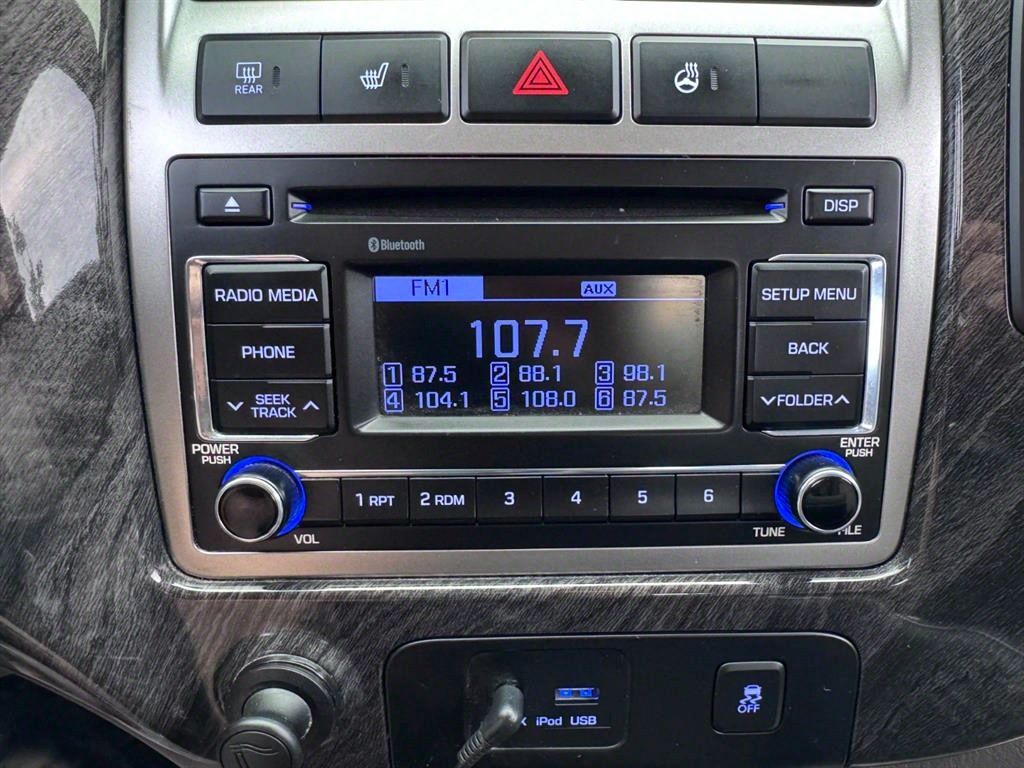 REAR
DISP
Bluetooth
RADIO MEDIA
FM1 AUX
SETUP MENU
107.7
PHONE
BACK
1 87.5 2 88.1 3 98.1
4 104.1 5 108.0 6 87.5
SEEK
TRACK
FOLDER
POWER
PUSH
ENTER
PUSH
1 RPT 2 RDM 3 4 5 6
VOL
TUNE
iPod USB
OFF